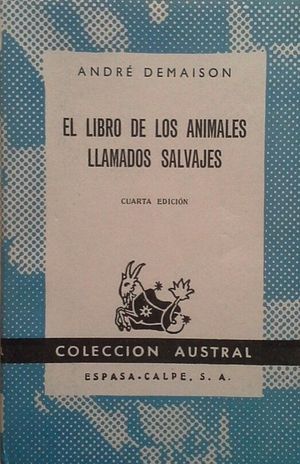 ANDRÉ DEMAISON
EL LIBRO DE LOS ANIMALES
LLAMADOS SALVAJES
CUARTA EDICIÓN
COLECCION AUSTRAL
ESPASA-CALPE, S. A.